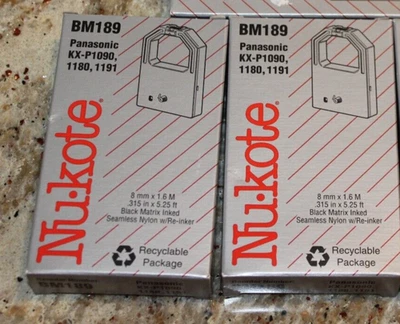 BM189
Panasonic
KX-P1090,
1180, 1191
Nu·kote®
8 mm x 1.6 M
.315 in x 5.25 ft
Black Matrix Inked
Seamless Nylon w/Re-inker
Recyclable
Package
BM189
BM189
Panasonic
KX-P1090,
1180, 1191
Nu·kote®
8 mm x 1.6 M
.315 in x 5.25 ft
Black Matrix Inked
Seamless Nylon w/Re-inker
Recyclable
Package
BM189